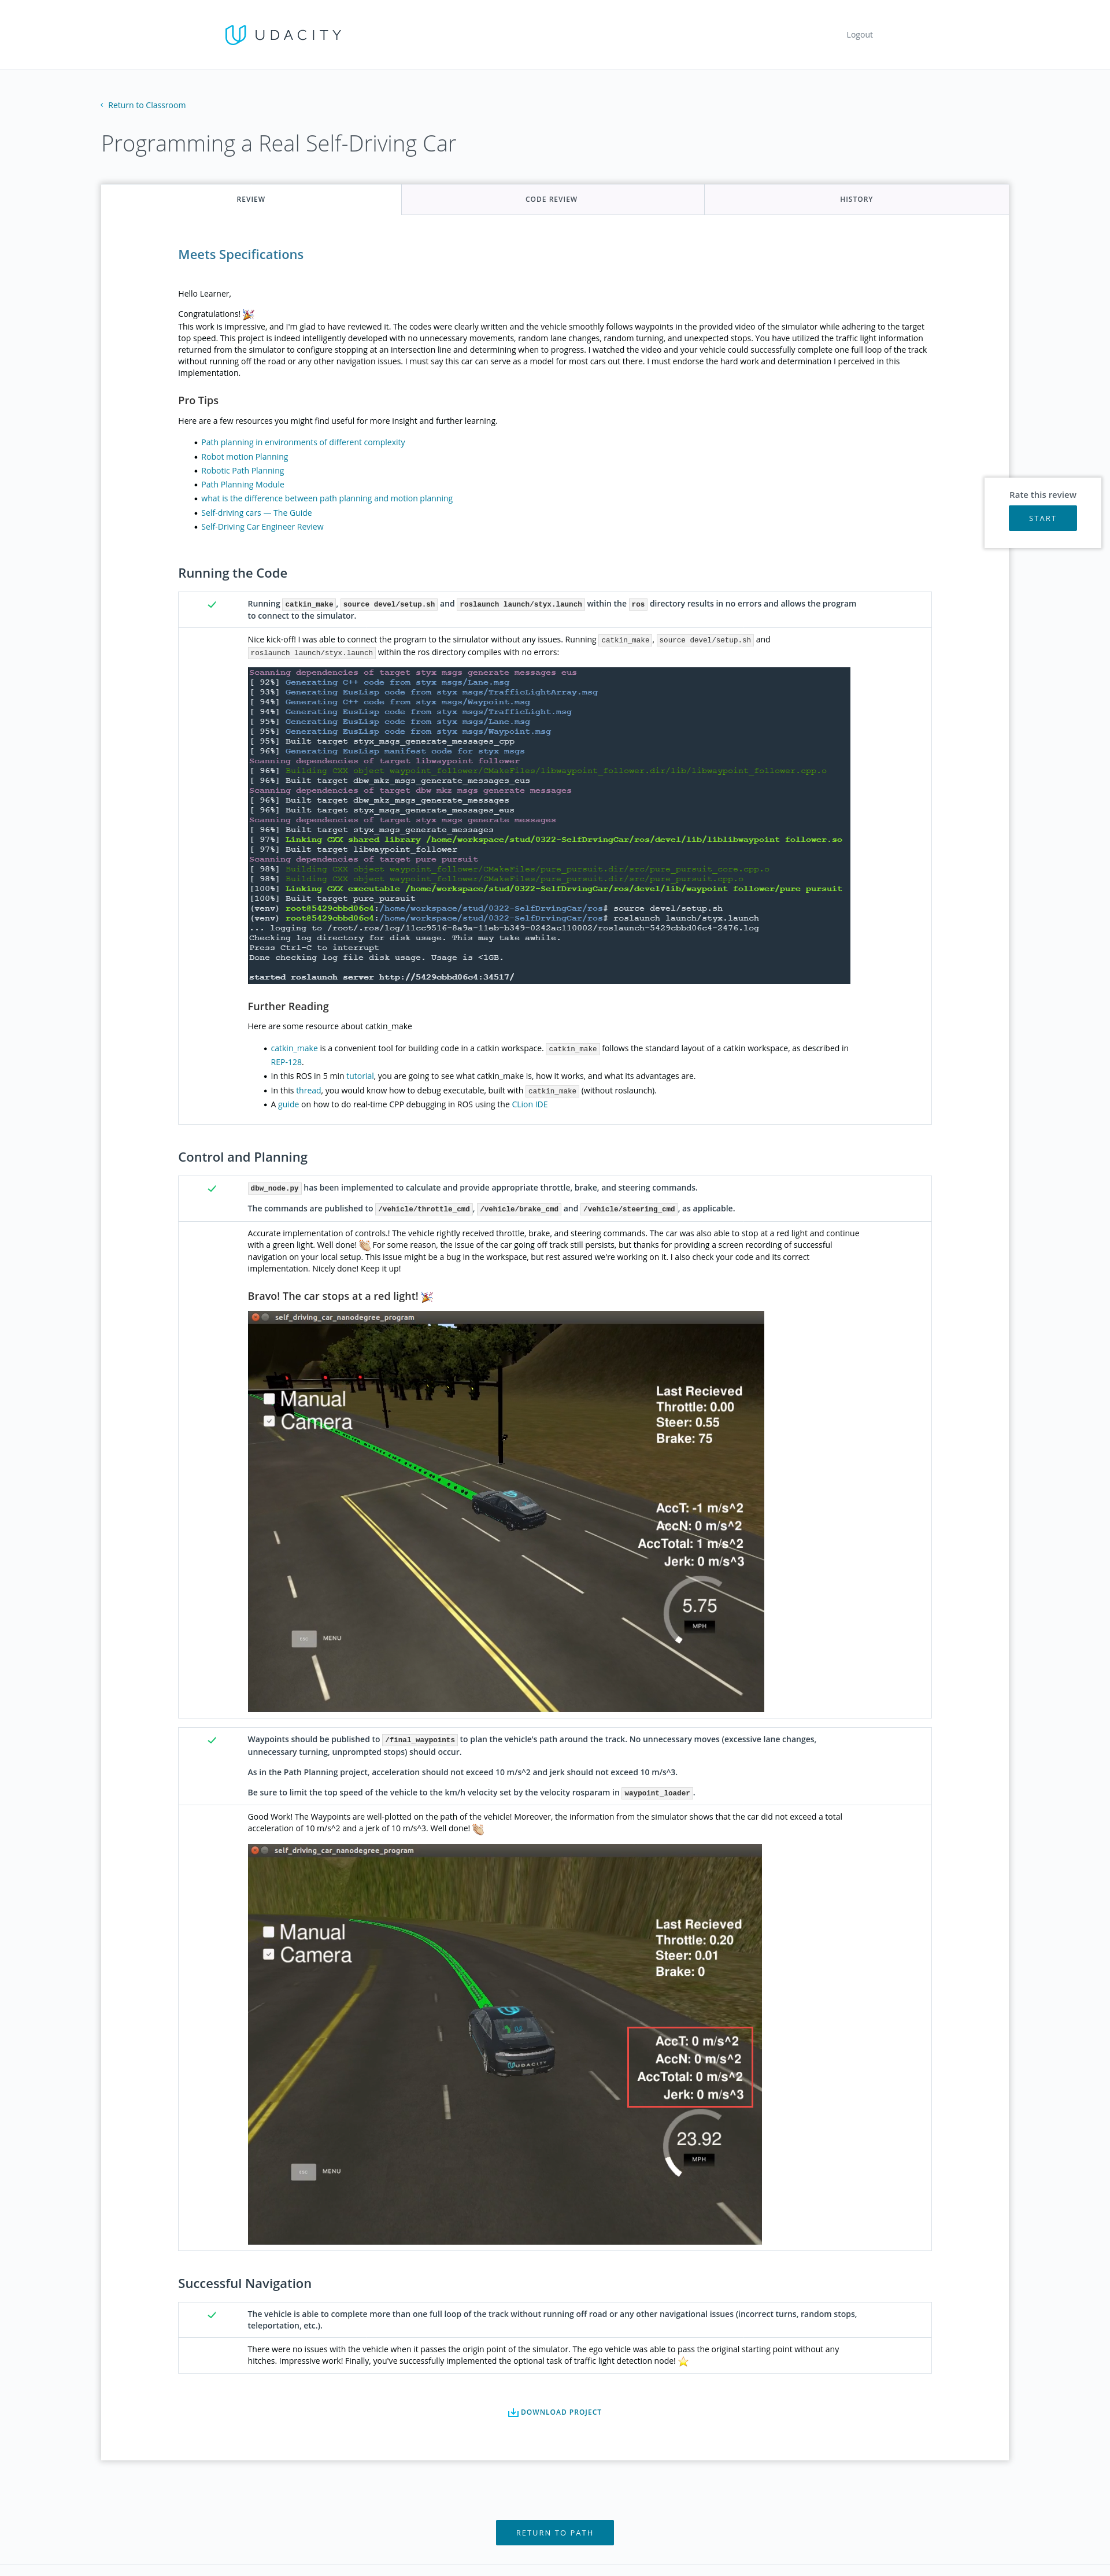 UDACITY
Logout
Return to Classroom
Programming a Real Self-Driving Car
REVIEW
CODE REVIEW
HISTORY
Meets Specifications
Hello Learner,
Congratulations! 🎉
This work is impressive, and I'm glad to have reviewed it. The codes were clearly written and the vehicle smoothly follows waypoints in the provided video of the simulator while adhering to the target
top speed. This project is indeed intelligently developed with no unnecessary movements, random lane changes, random turning, and unexpected stops. You have utilized the traffic light information
returned from the simulator to configure stopping at an intersection line and determining when to progress. I watched the video and your vehicle could successfully complete one full loop of the track
without running off the road or any other navigation issues. I must say this car can serve as a model for most cars out there. I must endorse the hard work and determination I perceived in this
implementation.
Pro Tips
Here are a few resources you might find useful for more insight and further learning.
• Path planning in environments of different complexity
• Robot motion Planning
• Robotic Path Planning
• Path Planning Module
• what is the difference between path planning and motion planning
• Self-driving cars — The Guide
• Self-Driving Car Engineer Review
Rate this review
START
Running the Code
Running catkin_make , source devel/setup.sh and roslaunch launch/styx.launch within the ros directory results in no errors and allows the program
to connect to the simulator.
Nice kick-off! I was able to connect the program to the simulator without any issues. Running catkin_make , source devel/setup.sh and
roslaunch launch/styx.launch within the ros directory compiles with no errors:
Scanning dependencies of target styx msgs generate messages eus
[ 92%] Generating C++ code from styx msgs/Lane.msg
[ 93%] Generating EusLisp code from styx msgs/TrafficLightArray.msg
[ 94%] Generating C++ code from styx msgs/Waypoint.msg
[ 94%] Generating EusLisp code from styx msgs/TrafficLight.msg
[ 95%] Generating EusLisp code from styx msgs/Lane.msg
[ 95%] Generating EusLisp code from styx msgs/Waypoint.msg
[ 95%] Built target styx_msgs_generate_messages_cpp
[ 96%] Generating EusLisp manifest code for styx msgs
Scanning dependencies of target libwaypoint follower
[ 96%] Building CXX object waypoint_follower/CMakeFiles/libwaypoint_follower.dir/lib/libwaypoint_follower.cpp.o
[ 96%] Built target dbw_mkz_msgs_generate_messages_eus
Scanning dependencies of target dbw mkz msgs generate messages
[ 96%] Built target dbw_mkz_msgs_generate_messages
[ 96%] Built target styx_msgs_generate_messages_eus
Scanning dependencies of target styx msgs generate messages
[ 96%] Built target styx_msgs_generate_messages
[ 97%] Linking CXX shared library /home/workspace/stud/0322-SelfDrvingCar/ros/devel/lib/liblibwaypoint follower.so
[ 97%] Built target libwaypoint_follower
Scanning dependencies of target pure pursuit
[ 98%] Building CXX object waypoint_follower/CMakeFiles/pure_pursuit.dir/src/pure_pursuit_core.cpp.o
[ 98%] Building CXX object waypoint_follower/CMakeFiles/pure_pursuit.dir/src/pure_pursuit.cpp.o
[100%] Linking CXX executable /home/workspace/stud/0322-SelfDrvingCar/ros/devel/lib/waypoint follower/pure pursuit
[100%] Built target pure_pursuit
(venv) root@5429cbbd06c4:/home/workspace/stud/0322-SelfDrvingCar/ros# source devel/setup.sh
(venv) root@5429cbbd06c4:/home/workspace/stud/0322-SelfDrvingCar/ros# roslaunch launch/styx.launch
... logging to /root/.ros/log/11cc9516-8a9a-11eb-b349-0242ac110002/roslaunch-5429cbbd06c4-2476.log
Checking log directory for disk usage. This may take awhile.
Press Ctrl-C to interrupt
Done checking log file disk usage. Usage is <1GB.
started roslaunch server http://5429cbbd06c4:34517/
Further Reading
Here are some resource about catkin_make
• catkin_make is a convenient tool for building code in a catkin workspace. catkin_make follows the standard layout of a catkin workspace, as described in
REP-128.
• In this ROS in 5 min tutorial, you are going to see what catkin_make is, how it works, and what its advantages are.
• In this thread, you would know how to debug executable, built with catkin_make (without roslaunch).
• A guide on how to do real-time CPP debugging in ROS using the CLion IDE
Control and Planning
dbw_node.py has been implemented to calculate and provide appropriate throttle, brake, and steering commands.
The commands are published to /vehicle/throttle_cmd , /vehicle/brake_cmd and /vehicle/steering_cmd , as applicable.
Accurate implementation of controls.! The vehicle rightly received throttle, brake, and steering commands. The car was also able to stop at a red light and continue
with a green light. Well done! 👏 For some reason, the issue of the car going off track still persists, but thanks for providing a screen recording of successful
navigation on your local setup. This issue might be a bug in the workspace, but rest assured we're working on it. I also check your code and its correct
implementation. Nicely done! Keep it up!
Bravo! The car stops at a red light! 🎉
self_driving_car_nanodegree_program
Manual
Camera
Last Recieved
Throttle: 0.00
Steer: 0.55
Brake: 75
AccT: -1 m/s^2
AccN: 0 m/s^2
AccTotal: 1 m/s^2
Jerk: 0 m/s^3
5.75
MPH
ESC
MENU
Waypoints should be published to /final_waypoints to plan the vehicle's path around the track. No unnecessary moves (excessive lane changes,
unnecessary turning, unprompted stops) should occur.
As in the Path Planning project, acceleration should not exceed 10 m/s^2 and jerk should not exceed 10 m/s^3.
Be sure to limit the top speed of the vehicle to the km/h velocity set by the velocity rosparam in waypoint_loader .
Good Work! The Waypoints are well-plotted on the path of the vehicle! Moreover, the information from the simulator shows that the car did not exceed a total
acceleration of 10 m/s^2 and a jerk of 10 m/s^3. Well done! 👏
self_driving_car_nanodegree_program
Manual
Camera
Last Recieved
Throttle: 0.20
Steer: 0.01
Brake: 0
UDACITY
AccT: 0 m/s^2
AccN: 0 m/s^2
AccTotal: 0 m/s^2
Jerk: 0 m/s^3
23.92
MPH
ESC
MENU
Successful Navigation
The vehicle is able to complete more than one full loop of the track without running off road or any other navigational issues (incorrect turns, random stops,
teleportation, etc.).
There were no issues with the vehicle when it passes the origin point of the simulator. The ego vehicle was able to pass the original starting point without any
hitches. Impressive work! Finally, you've successfully implemented the optional task of traffic light detection node! ⭐
DOWNLOAD PROJECT
RETURN TO PATH